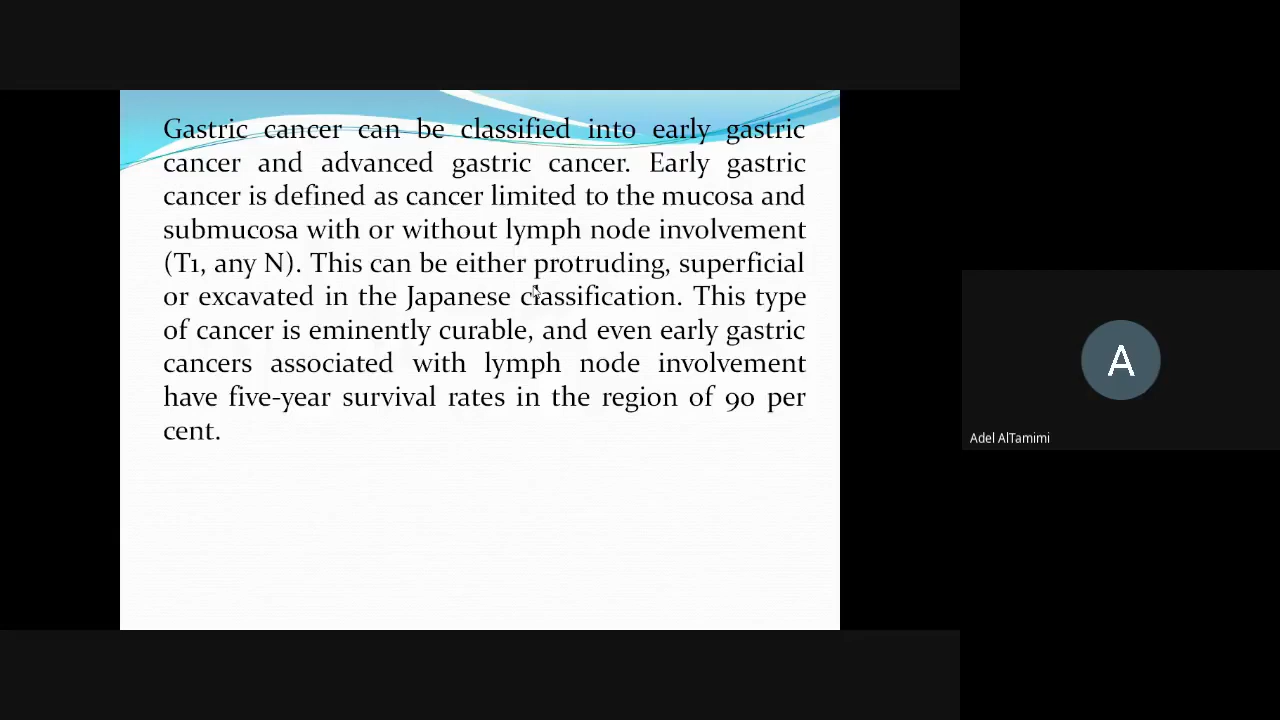 Gastric cancer can be classified into early gastric
cancer and advanced gastric cancer. Early gastric
cancer is defined as cancer limited to the mucosa and
submucosa with or without lymph node involvement
(T1, any N). This can be either protruding, superficial
or excavated in the Japanese classification. This type
of cancer is eminently curable, and even early gastric
cancers associated with lymph node involvement
have five-year survival rates in the region of 90 per
cent.
A
Adel AlTamimi